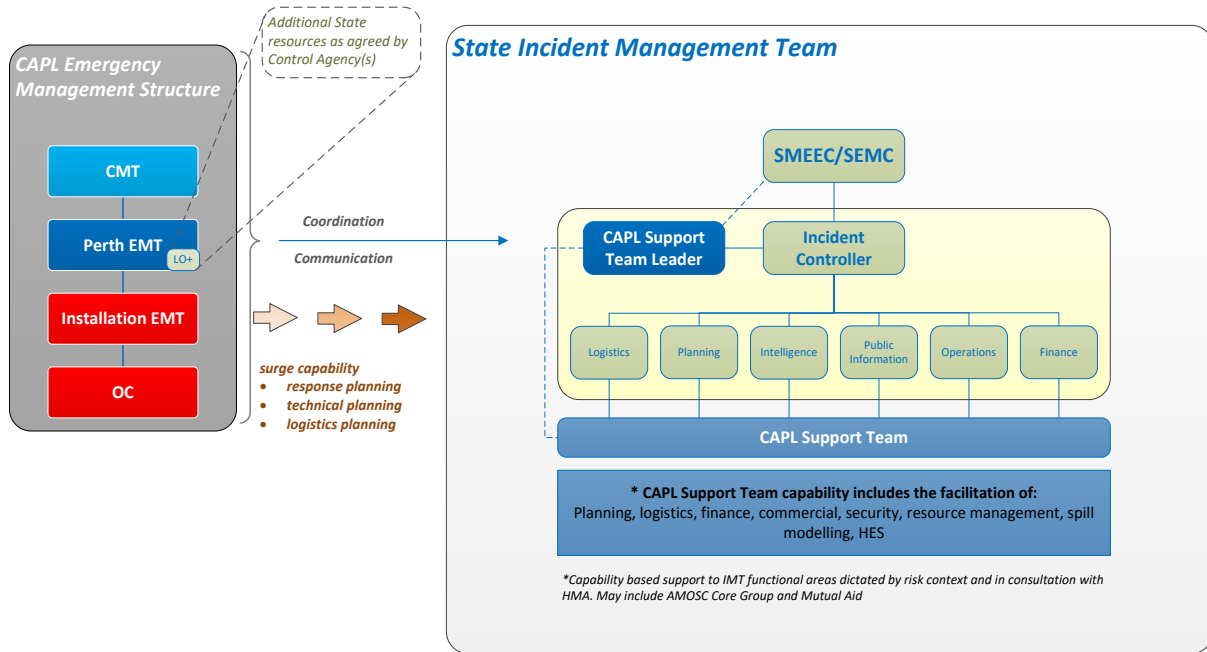 CAPL Emergency
Management Structure
CMT
Perth EMT
LO+
Installation EMT
OC
Additional State
resources as agreed by
Control Agency(s)
Coordination
Communication
surge capability
• response planning
• technical planning
• logistics planning
State Incident Management Team
SMEEC/SEMC
CAPL Support
Team Leader
Incident
Controller
Logistics
Planning
Intelligence
Public
Information
Operations
Finance
CAPL Support Team
* CAPL Support Team capability includes the facilitation of:
Planning, logistics, finance, commercial, security, resource management, spill
modelling, HES
*Capability based support to IMT functional areas dictated by risk context and in consultation with
HMA. May include AMOSC Core Group and Mutual Aid